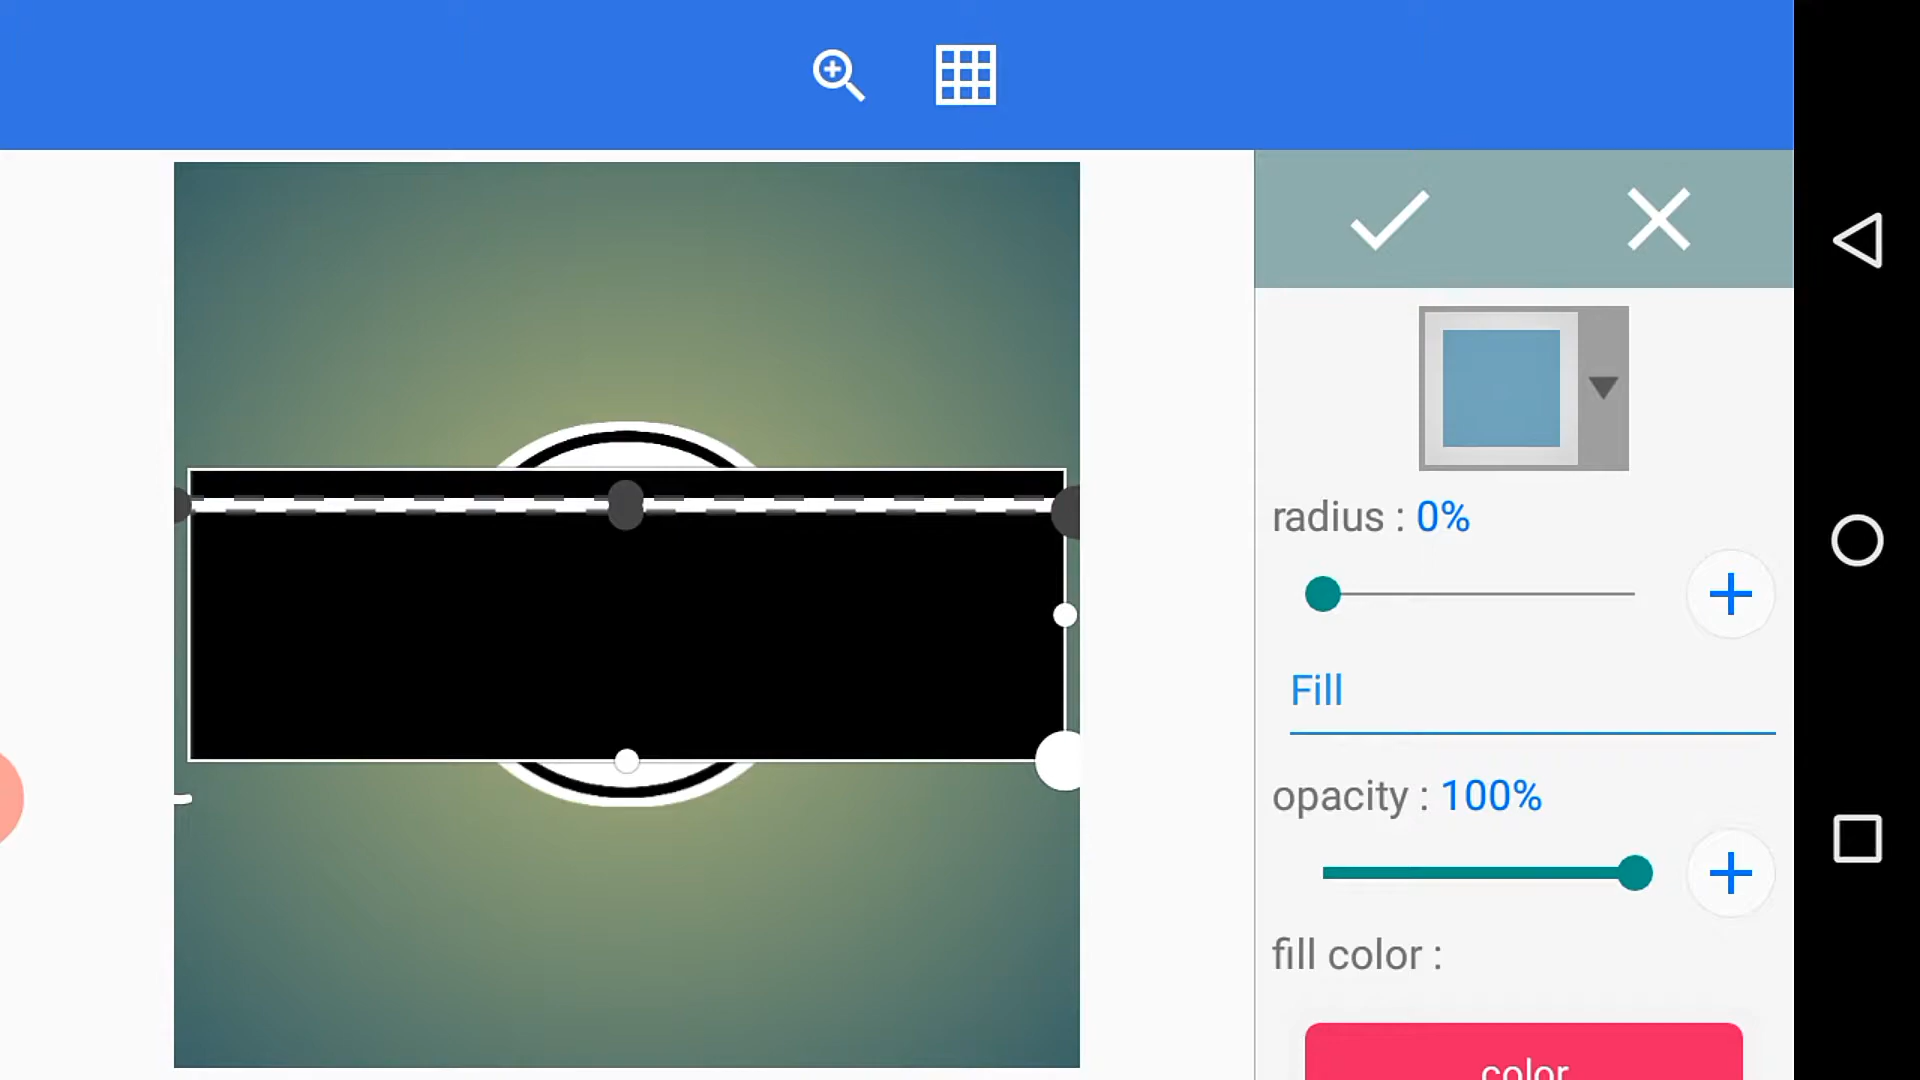 radius : 0%
Fill
opacity : 100%
fill color :
color